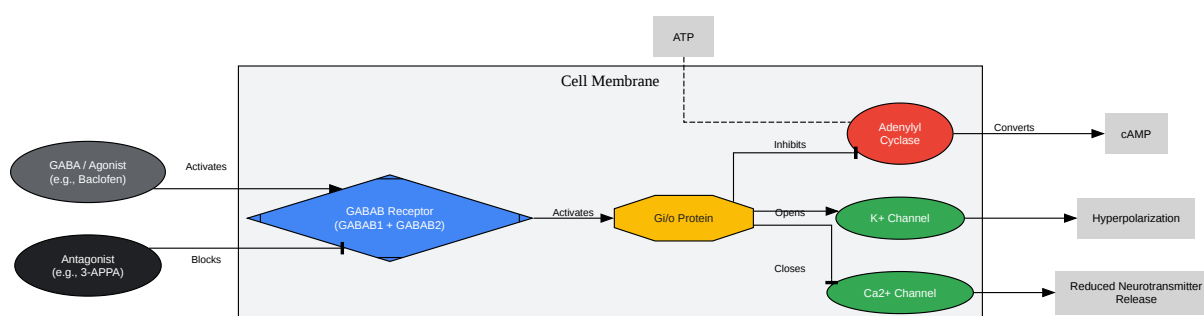 ATP
Cell Membrane
GABA / Agonist
(e.g., Baclofen)
Activates
Antagonist
(e.g., 3-APPA)
Blocks
GABAB Receptor
(GABAB1 + GABAB2)
Activates
Gi/o Protein
Inhibits
Opens
Closes
Adenylyl
Cyclase
Converts
cAMP
K+ Channel
Hyperpolarization
Ca2+ Channel
Reduced Neurotransmitter
Release